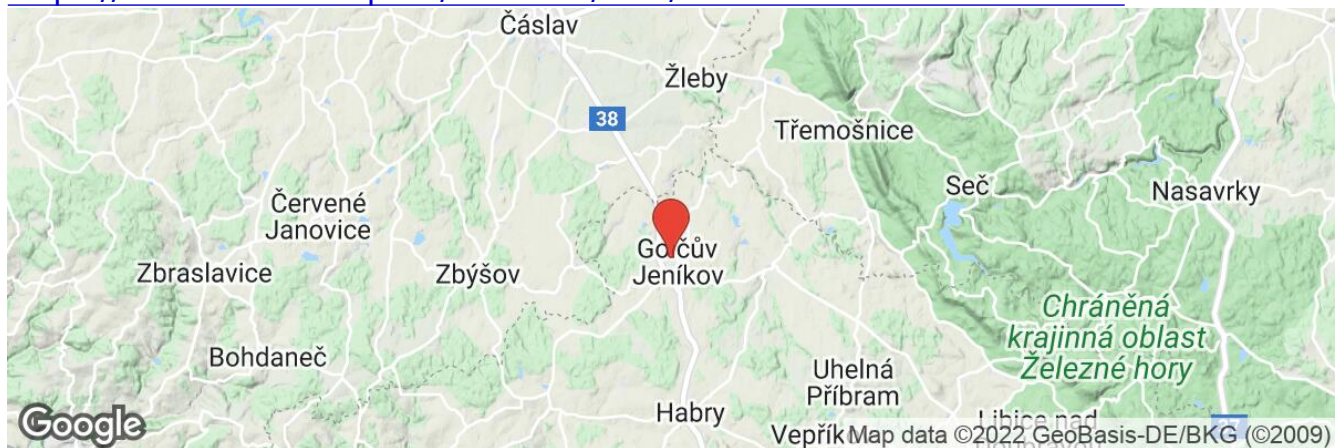 Čáslav
Žleby
38
Třemošnice
Seč
Nasavrky
Červené
Janovice
Golčův
Jeníkov
Zbraslavice
Zbýšov
Chráněná
krajinná oblast
Železné hory
Bohdaneč
Uhelná
Příbram
Habry
Google
Map data ©2022 GeoBasis-DE/BKG (©2009)